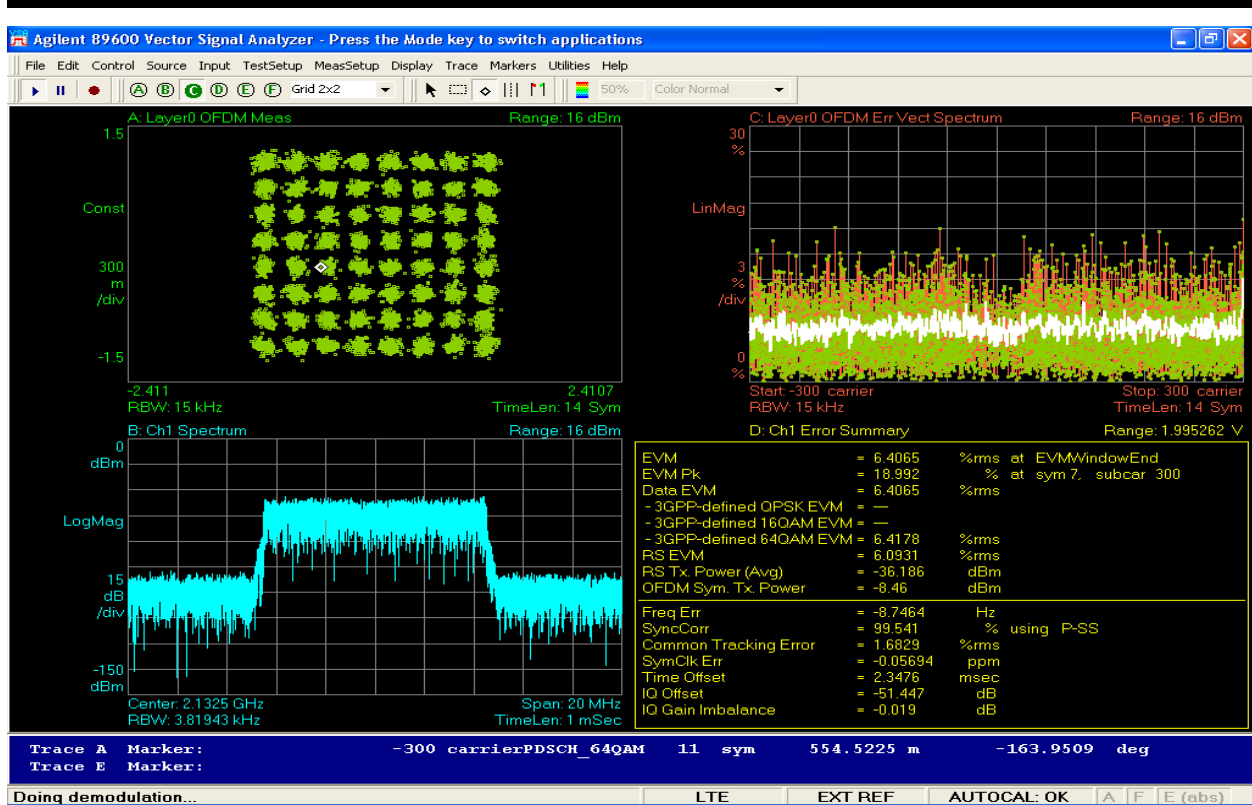 Agilent 89600 Vector Signal Analyzer - Press the Mode key to switch applications
File Edit Control Source Input TestSetup MeasSetup Display Trace Markers Utilities Help
A B C D E F Grid 2x2 50% Color Normal
A: Layer0 OFDM Meas Range: 16 dBm
1.5
Const
300
m
/div
-1.5
-2.411 2.4107
RBW: 15 kHz TimeLen: 14 Sym
C: Layer0 OFDM Err Vect Spectrum Range: 16 dBm
30
%
LinMag
3
%
/div
0
%
Start: -300 carrier Stop: 300 carrier
RBW: 15 kHz TimeLen: 14 Sym
B: Ch1 Spectrum Range: 16 dBm
0
dBm
LogMag
15
dB
/div
-150
dBm
Center: 2.1325 GHz Span: 20 MHz
RBW: 3.81943 kHz TimeLen: 1 mSec
D: Ch1 Error Summary Range: 1.995262 V
EVM = 6.4065 %rms at EVMWindowEnd
EVM Pk = 18.992 % at sym 7, subcar 300
Data EVM = 6.4065 %rms
- 3GPP-defined QPSK EVM = —
- 3GPP-defined 16QAM EVM = —
- 3GPP-defined 64QAM EVM = 6.4178 %rms
RS EVM = 6.0931 %rms
RS Tx. Power (Avg) = -36.186 dBm
OFDM Sym. Tx. Power = -8.46 dBm
Freq Err = -8.7464 Hz
SyncCorr = 99.541 % using P-SS
Common Tracking Error = 1.6829 %rms
SymClk Err = -0.05694 ppm
Time Offset = 2.3476 msec
IQ Offset = -51.447 dB
IQ Gain Imbalance = -0.019 dB
Trace A Marker: -300 carrierPDSCH_64QAM 11 sym 554.5225 m -163.9509 deg
Trace E Marker:
Doing demodulation... LTE EXT REF AUTOCAL: OK A F E (abs)